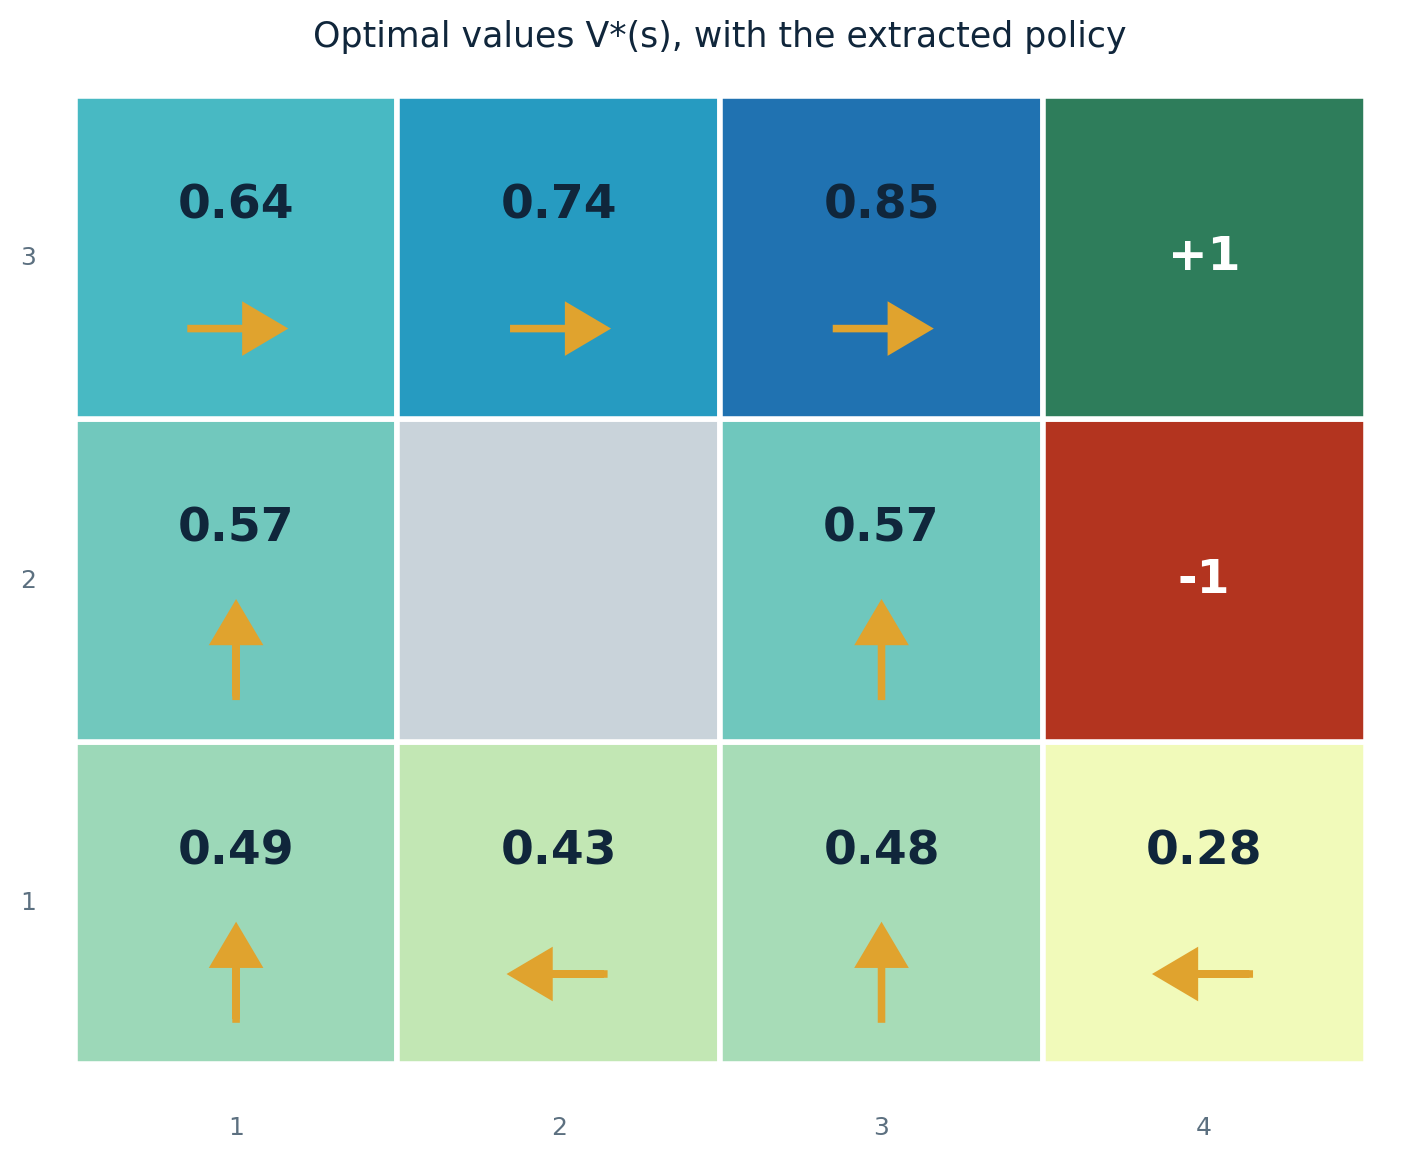 Optimal values V*(s), with the extracted policy
0.64 0.74 0.85
3 +1
0.57 0.57
2 -1
0.49 0.43 0.48 0.28
1
1 2 3 4